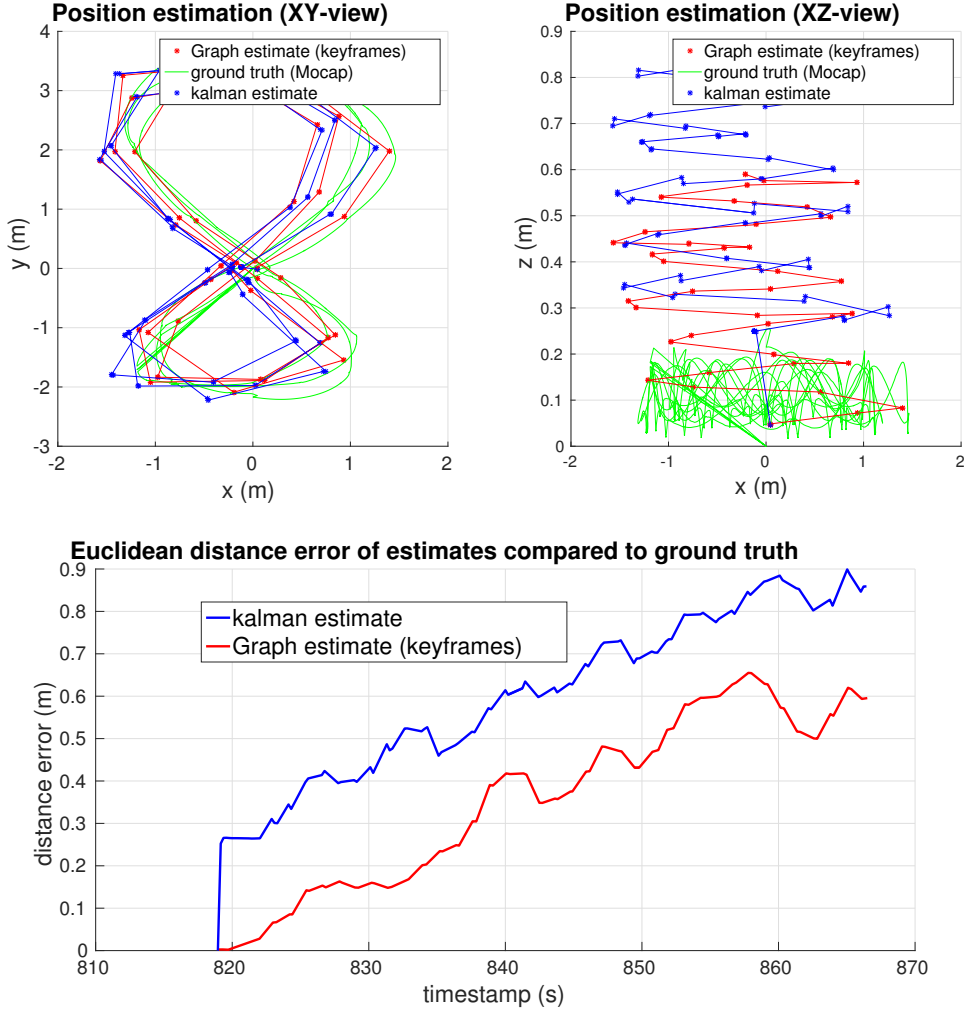 Position estimation (XY-view)
4
3
2
1
0
-1
-2
-3
-2
-1
0
1
2
y (m)
x (m)
Graph estimate (keyframes)
ground truth (Mocap)
kalman estimate
Position estimation (XZ-view)
0.9
0.8
0.7
0.6
0.5
0.4
0.3
0.2
0.1
0
-2
-1
0
1
2
z (m)
x (m)
Graph estimate (keyframes)
ground truth (Mocap)
kalman estimate
Euclidean distance error of estimates compared to ground truth
0.9
0.8
0.7
0.6
0.5
0.4
0.3
0.2
0.1
0
810
820
830
840
850
860
870
distance error (m)
timestamp (s)
kalman estimate
Graph estimate (keyframes)